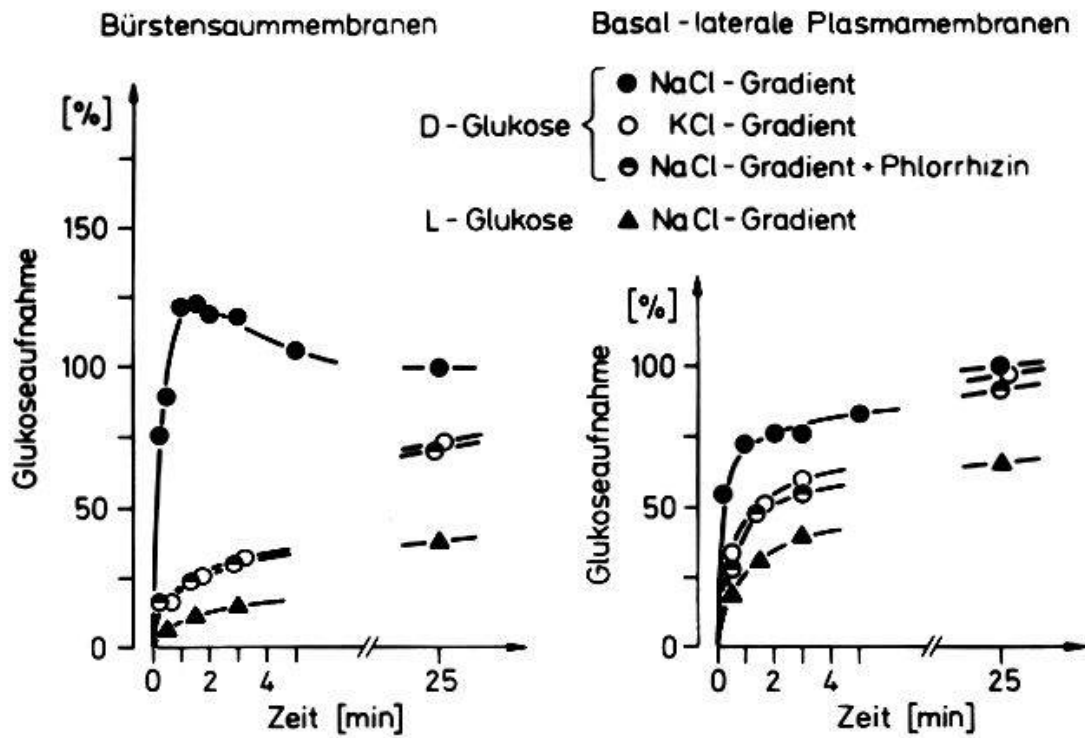 Bürstensaummembranen
Basal-laterale Plasmamembranen
D-Glukose
NaCl-Gradient
KCl-Gradient
NaCl-Gradient + Phlorrhizin
L-Glukose NaCl-Gradient
[%]
150
100
50
0
Glukoseaufnahme
0 2 4 25
Zeit [min]
[%]
100
50
0
Glukoseaufnahme
0 2 4 25
Zeit [min]